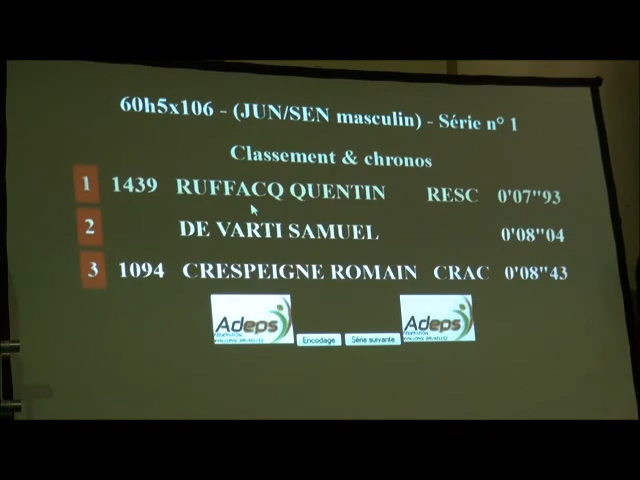 60h5x106 - (JUN/SEN masculin) - Série n° 1
Classement & chronos
1 1439 RUFFACQ QUENTIN RESC 0'07"93
2 DE VARTI SAMUEL 0'08"04
3 1094 CRESPEIGNE ROMAIN CRAC 0'08"43
Adeps Encodage Série suivante Adeps